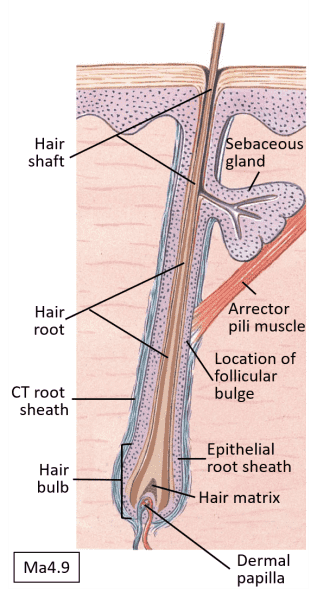 Hair
shaft
Sebaceous
gland
Hair
root
Arrector
pili muscle
Location of
follicular
bulge
CT root
sheath
Epithelial
root sheath
Hair
bulb
Hair matrix
Dermal
papilla
Ma4.9